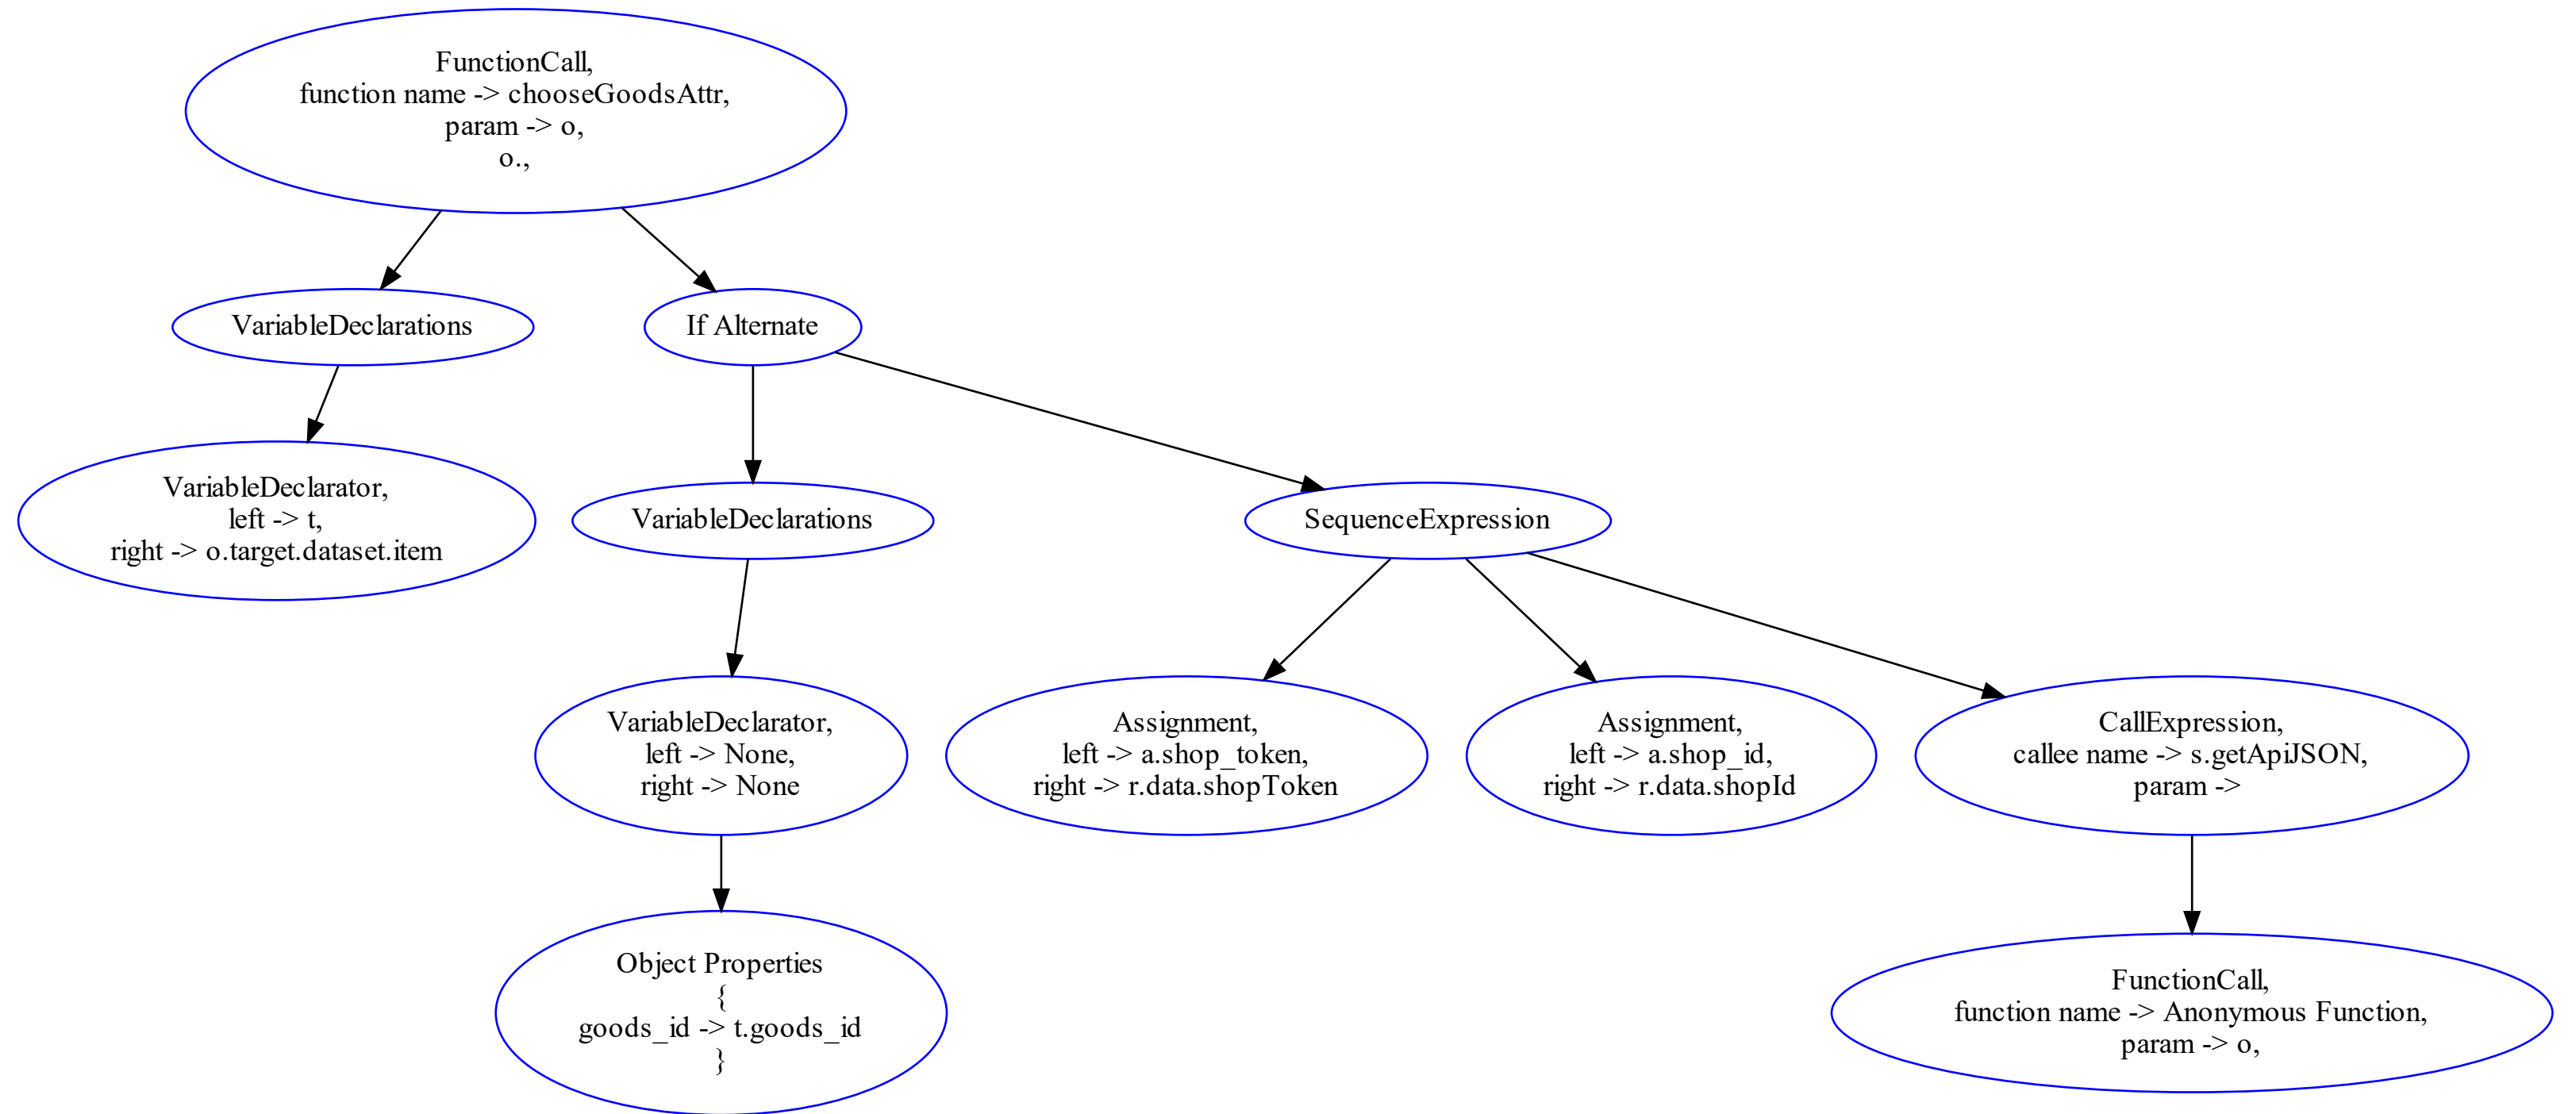 FunctionCall,
function name -> chooseGoodsAttr,
param -> o,
o.,
VariableDeclarations
If Alternate
VariableDeclarator,
left -> t,
right -> o.target.dataset.item
VariableDeclarations
SequenceExpression
VariableDeclarator,
left -> None,
right -> None
Assignment,
left -> a.shop_token,
right -> r.data.shopToken
Assignment,
left -> a.shop_id,
right -> r.data.shopId
CallExpression,
callee name -> s.getApiJSON,
param ->
Object Properties
{
goods_id -> t.goods_id
}
FunctionCall,
function name -> Anonymous Function,
param -> o,